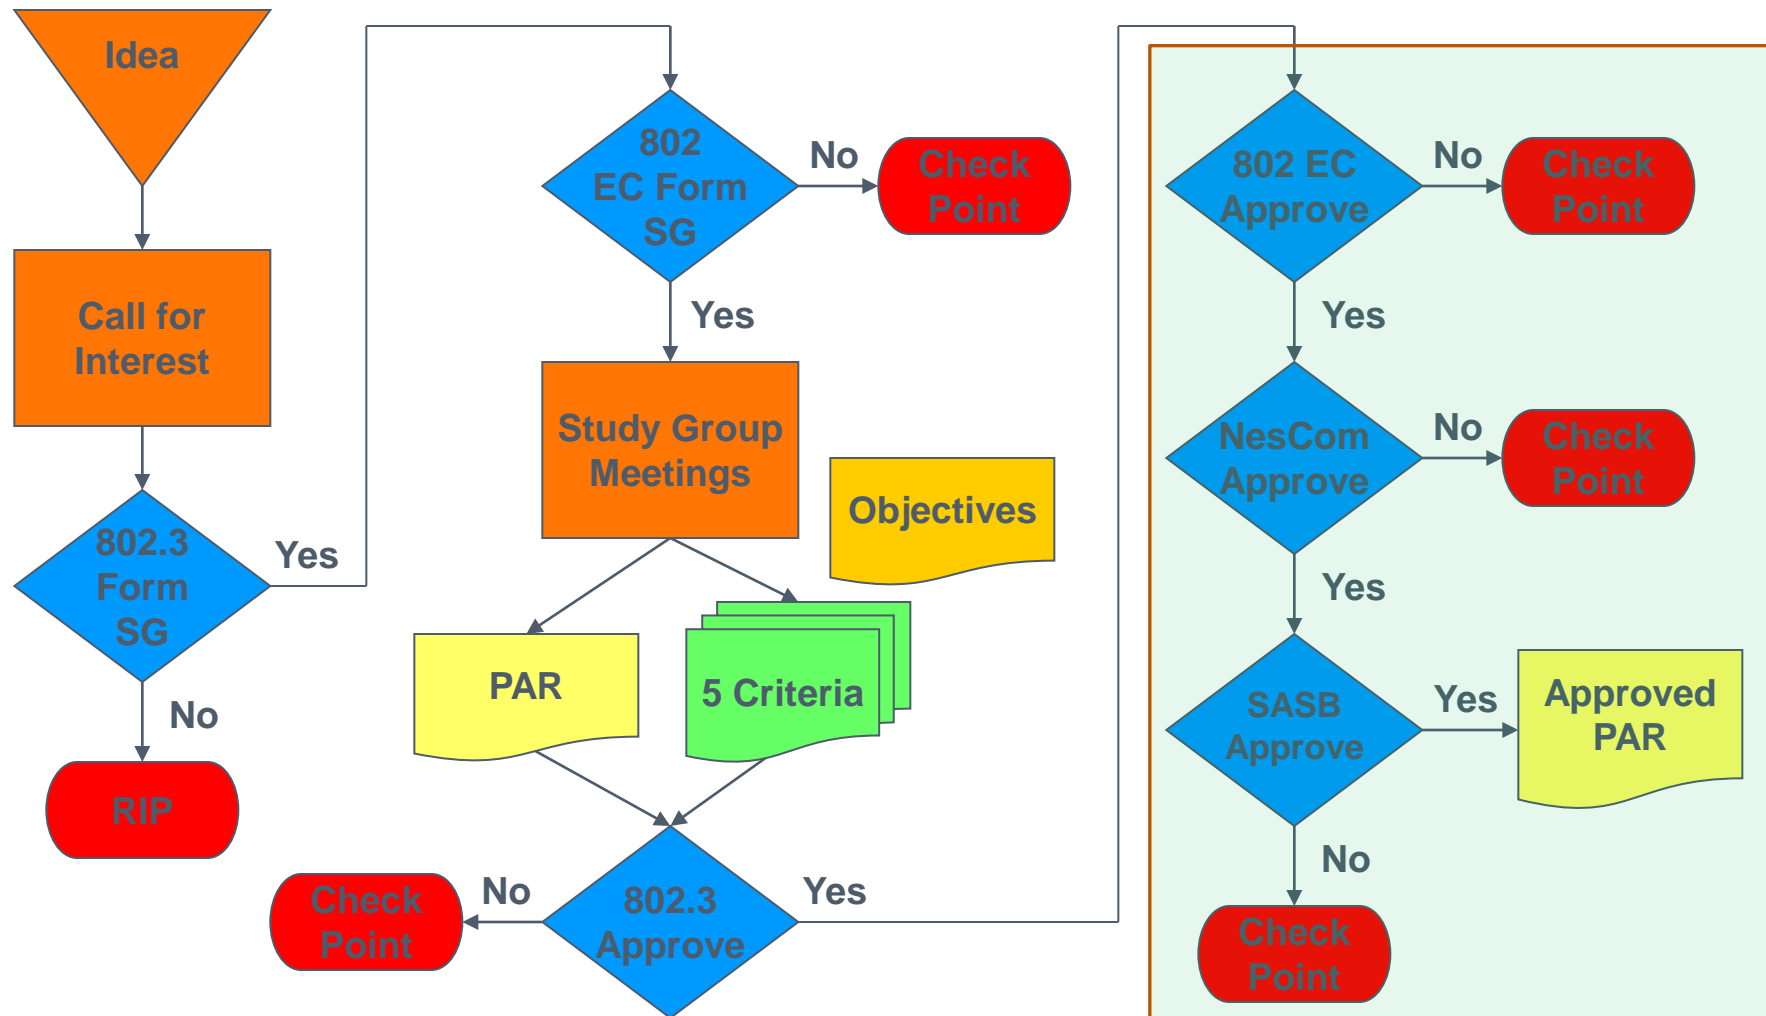 Idea
Call for
Interest
802.3
Form
SG
Yes
No
RIP
802
EC Form
SG
No
Check
Point
Yes
Study Group
Meetings
Objectives
PAR
5 Criteria
802.3
Approve
No
Check
Point
Yes
802 EC
Approve
No
Check
Point
Yes
NesCom
Approve
No
Check
Point
Yes
SASB
Approve
Yes
Approved
PAR
No
Check
Point